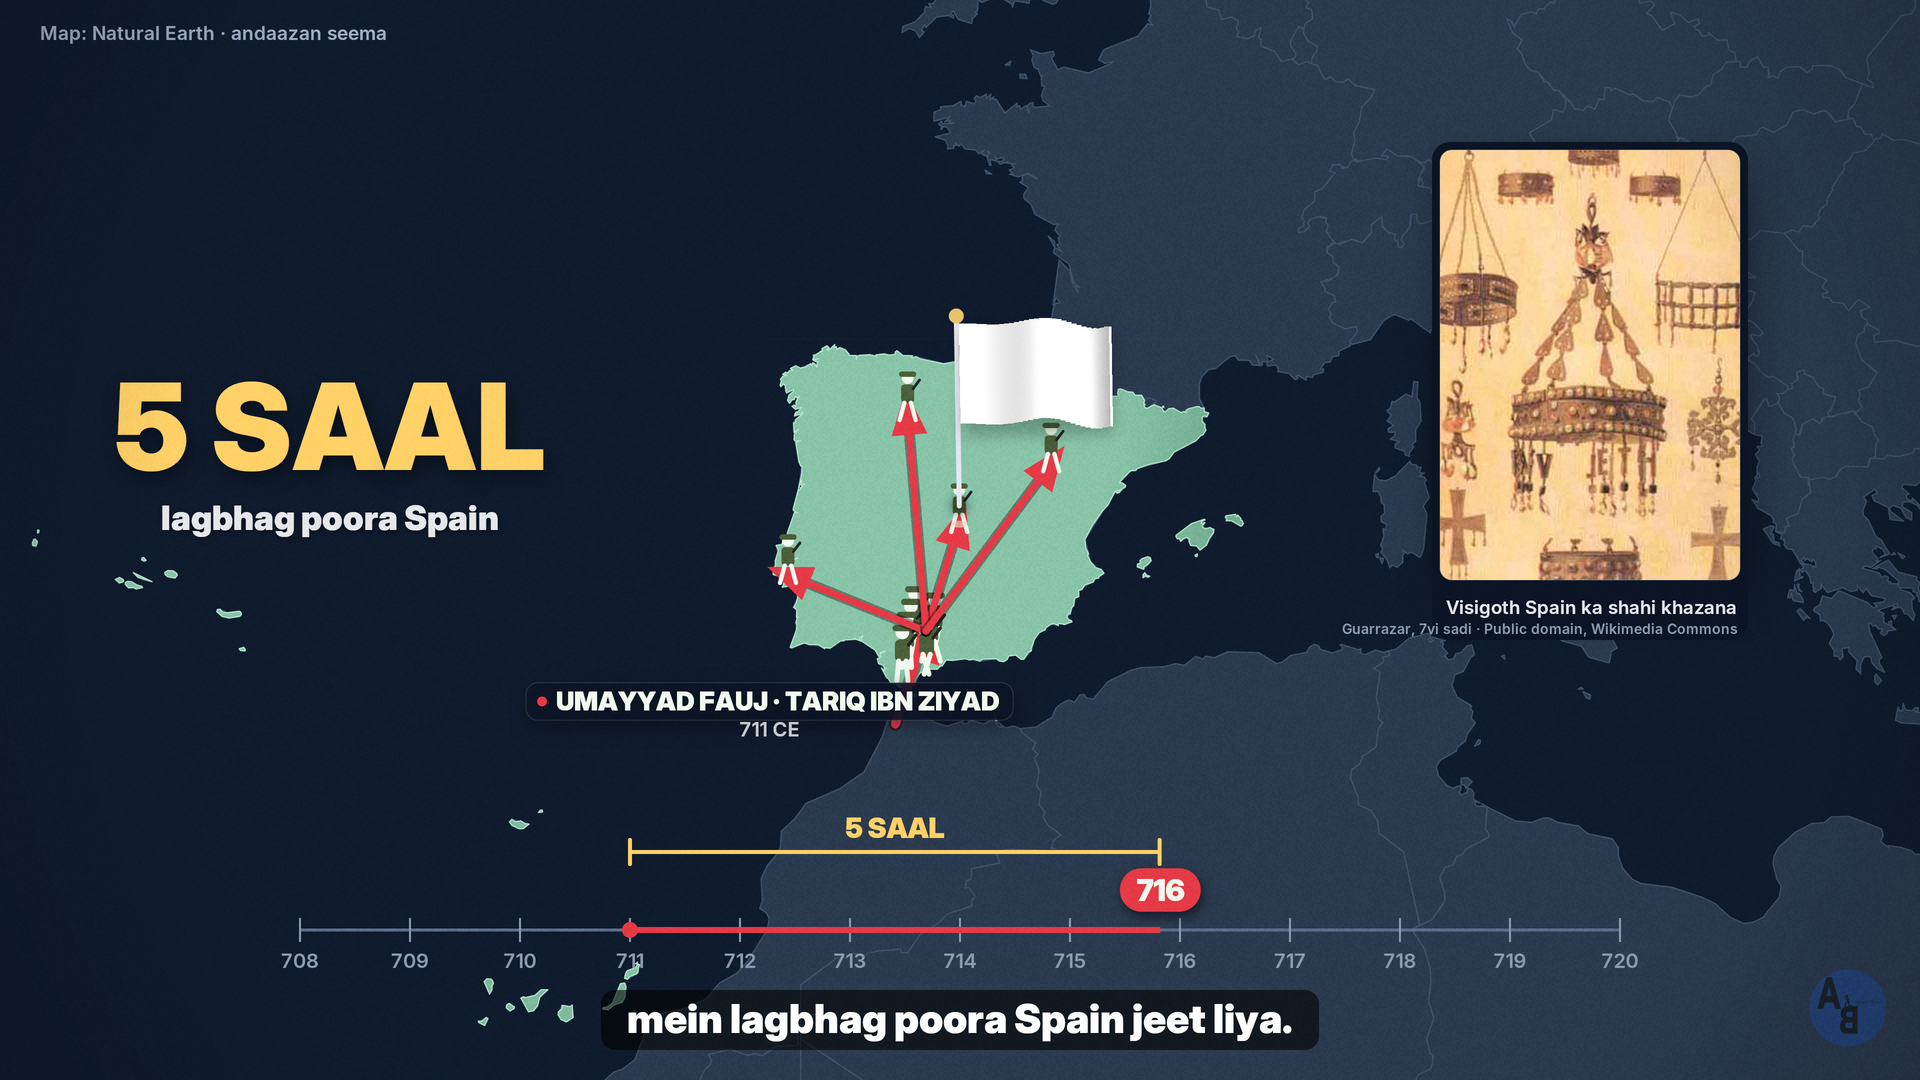 Map: Natural Earth · andaazan seema
5 SAAL
lagbhag poora Spain
Visigoth Spain ka shahi khazana
Guarrazar, 7vi sadi · Public domain, Wikimedia Commons
UMAYYAD FAUJ · TARIQ IBN ZIYAD
711 CE
5 SAAL
716
708 709 710 711 712 713 714 715 716 717 718 719 720
mein lagbhag poora Spain jeet liya.
A
B